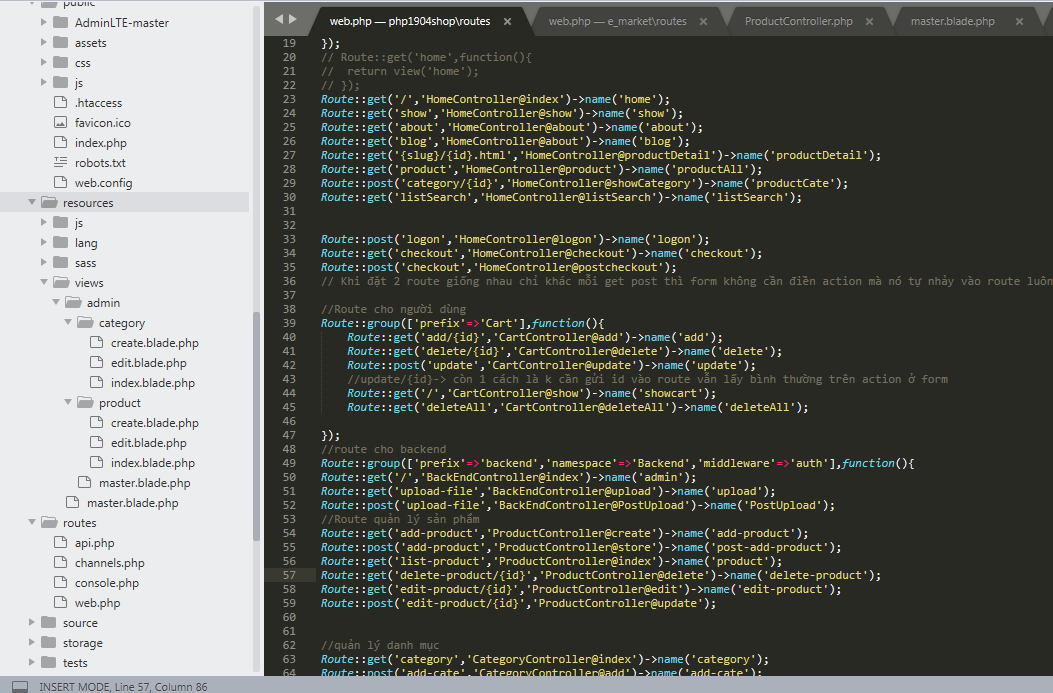 public
AdminLTE-master
assets
css
js
.htaccess
favicon.ico
index.php
robots.txt
web.config
resources
js
lang
sass
views
admin
category
create.blade.php
edit.blade.php
index.blade.php
product
create.blade.php
edit.blade.php
index.blade.php
master.blade.php
master.blade.php
routes
api.php
channels.php
console.php
web.php
source
storage
tests
web.php — php1904shop\routes
web.php — e_market\routes
ProductController.php
master.blade.php
19 });
20 // Route::get('home',function(){
21 //  return view('home');
22 // });
23 Route::get('/','HomeController@index')->name('home');
24 Route::get('show','HomeController@show')->name('show');
25 Route::get('about','HomeController@about')->name('about');
26 Route::get('blog','HomeController@about')->name('blog');
27 Route::get('{slug}/{id}.html','HomeController@productDetail')->name('productDetail');
28 Route::get('product','HomeController@product')->name('productAll');
29 Route::post('category/{id}','HomeController@showCategory')->name('productCate');
30 Route::get('listSearch','HomeController@listSearch')->name('listSearch');
31
32
33 Route::post('logon','HomeController@logon')->name('logon');
34 Route::get('checkout','HomeController@checkout')->name('checkout');
35 Route::post('checkout','HomeController@postcheckout');
36 // Khi đặt 2 route giống nhau chỉ khác mỗi get post thì form không cần điền action mà nó tự nhảy vào route luôn
37
38 //Route cho người dùng
39 Route::group(['prefix'=>'Cart'],function(){
40     Route::get('add/{id}','CartController@add')->name('add');
41     Route::get('delete/{id}','CartController@delete')->name('delete');
42     Route::post('update','CartController@update')->name('update');
43     //update/{id}-> còn 1 cách là k cần gửi id vào route vẫn lấy bình thường trên action ở form
44     Route::get('/','CartController@show')->name('showcart');
45     Route::get('deleteAll','CartController@deleteAll')->name('deleteAll');
46
47 });
48 //route cho backend
49 Route::group(['prefix'=>'backend','namespace'=>'Backend','middleware'=>'auth'],function(){
50 Route::get('/','BackEndController@index')->name('admin');
51 Route::get('upload-file','BackEndController@upload')->name('upload');
52 Route::post('upload-file','BackEndController@PostUpload')->name('PostUpload');
53 //Route quản lý sản phẩm
54 Route::get('add-product','ProductController@create')->name('add-product');
55 Route::post('add-product','ProductController@store')->name('post-add-product');
56 Route::get('list-product','ProductController@index')->name('product');
57 Route::get('delete-product/{id}','ProductController@delete')->name('delete-product');
58 Route::get('edit-product/{id}','ProductController@edit')->name('edit-product');
59 Route::post('edit-product/{id}','ProductController@update');
60
61
62 //quản lý danh mục
63 Route::get('category','CategoryController@index')->name('category');
64 Route::post('add-cate','CategoryController@add')->name('add-cate');
INSERT MODE, Line 57, Column 86